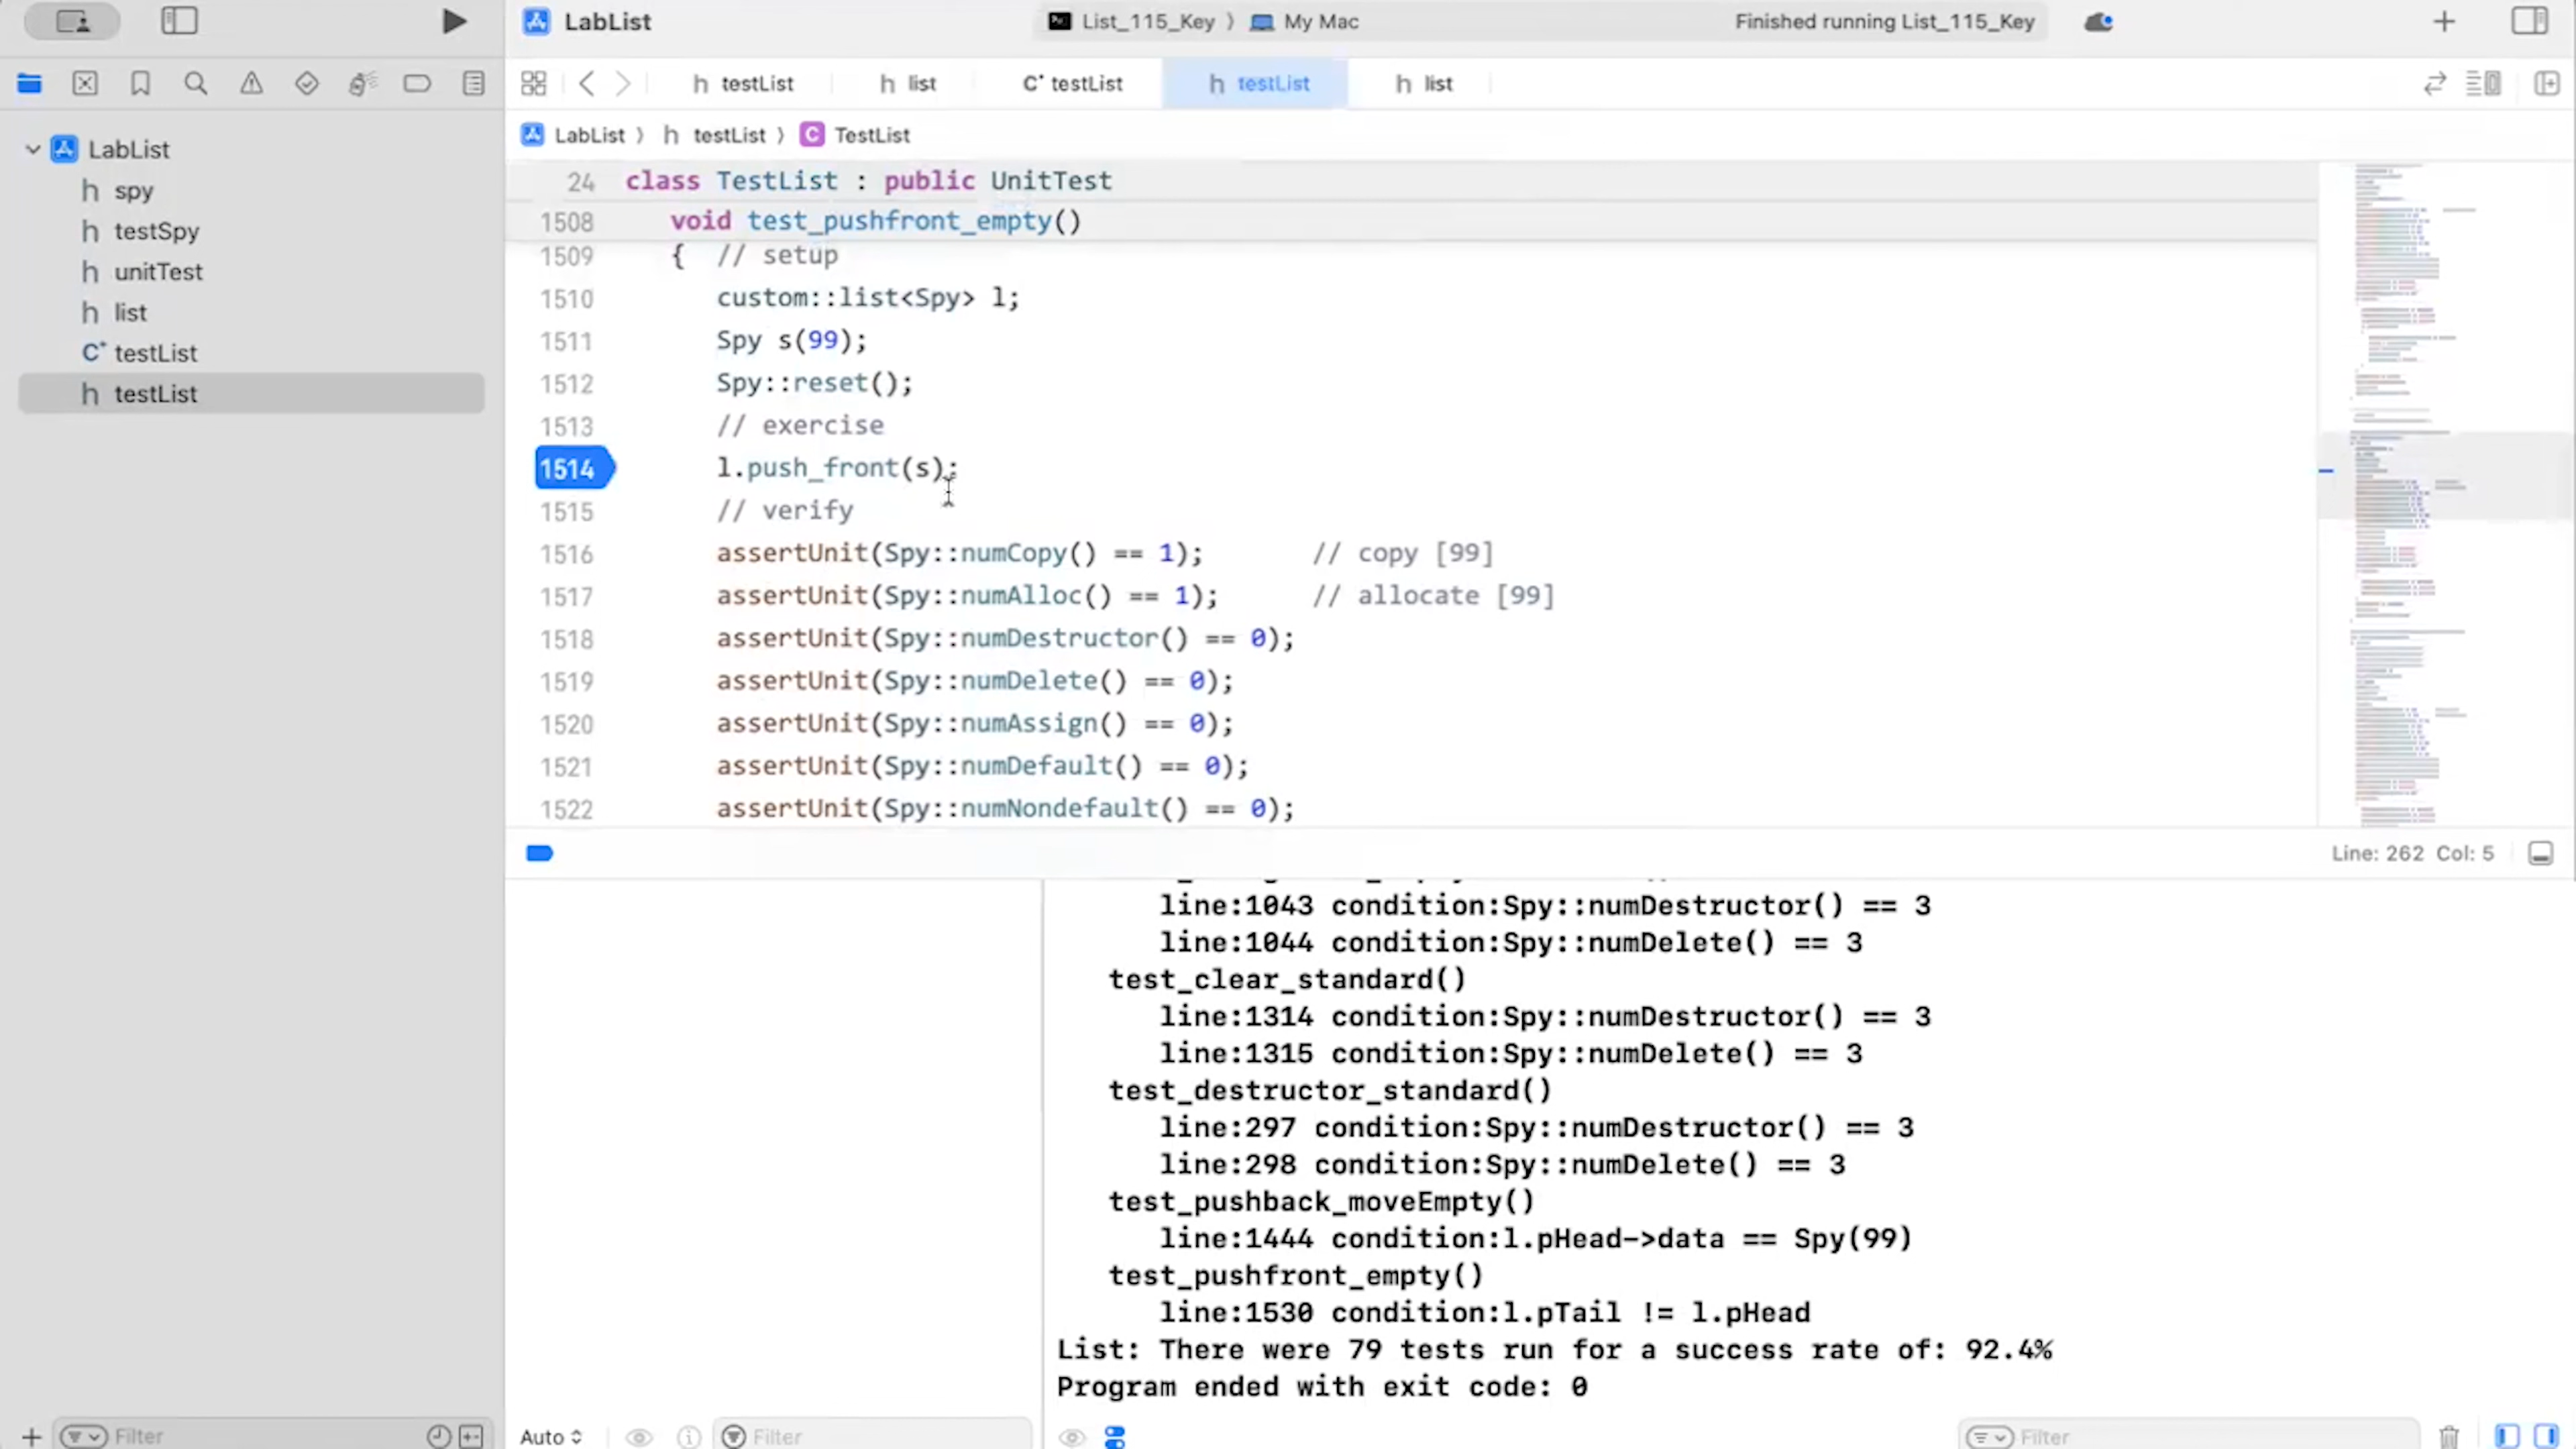 LabList
List_115_Key 〉 My Mac
Finished running List_115_Key
h testList
h list
C+ testList
h testList
h list
LabList 〉 h testList 〉 C TestList
LabList
h spy
h testSpy
h unitTest
h list
C+ testList
h testList
24 class TestList : public UnitTest
1508 void test_pushfront_empty()
1509 { // setup
1510 custom::list<Spy> l;
1511 Spy s(99);
1512 Spy::reset();
1513 // exercise
1514 l.push_front(s);
1515 // verify
1516 assertUnit(Spy::numCopy() == 1); // copy [99]
1517 assertUnit(Spy::numAlloc() == 1); // allocate [99]
1518 assertUnit(Spy::numDestructor() == 0);
1519 assertUnit(Spy::numDelete() == 0);
1520 assertUnit(Spy::numAssign() == 0);
1521 assertUnit(Spy::numDefault() == 0);
1522 assertUnit(Spy::numNondefault() == 0);
Line: 262 Col: 5
line:1043 condition:Spy::numDestructor() == 3
line:1044 condition:Spy::numDelete() == 3
test_clear_standard()
line:1314 condition:Spy::numDestructor() == 3
line:1315 condition:Spy::numDelete() == 3
test_destructor_standard()
line:297 condition:Spy::numDestructor() == 3
line:298 condition:Spy::numDelete() == 3
test_pushback_moveEmpty()
line:1444 condition:l.pHead->data == Spy(99)
test_pushfront_empty()
line:1530 condition:l.pTail != l.pHead
List: There were 79 tests run for a success rate of: 92.4%
Program ended with exit code: 0
Filter
Auto
Filter
Filter